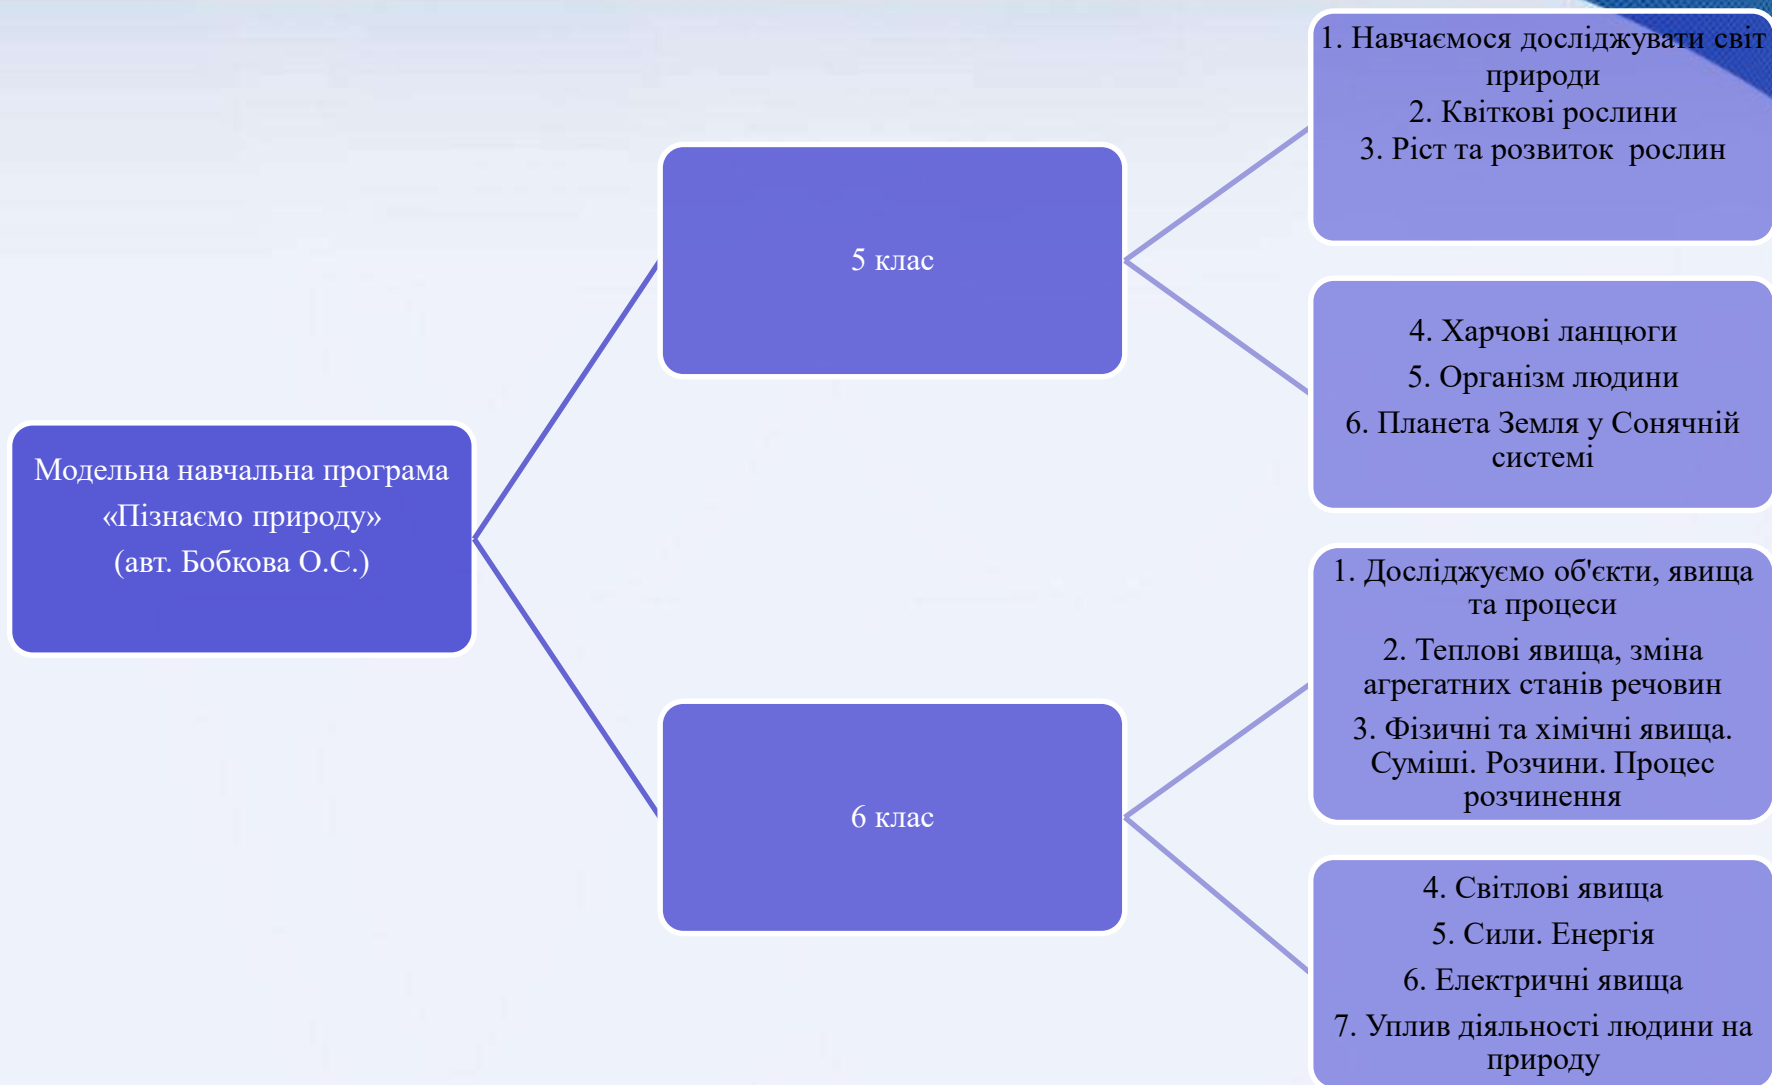 Модельна навчальна програма
«Пізнаємо природу»
(авт. Бобкова О.С.)
5 клас
1. Навчаємося досліджувати світ
природи
2. Квіткові рослини
3. Ріст та розвиток  рослин
4. Харчові ланцюги
5. Організм людини
6. Планета Земля у Сонячній
системі
6 клас
1. Досліджуємо об'єкти, явища
та процеси
2. Теплові явища, зміна
агрегатних станів речовин
3. Фізичні та хімічні явища.
Суміші. Розчини. Процес
розчинення
4. Світлові явища
5. Сили. Енергія
6. Електричні явища
7. Уплив діяльності людини на
природу